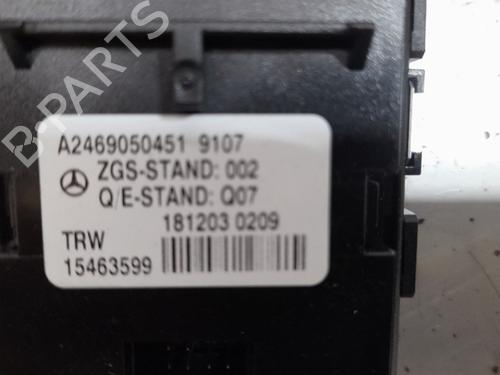 B-PARTS
A2469050451 9107
ZGS-STAND: 002
Q/E-STAND: Q07
181203 0209
TRW
15463599